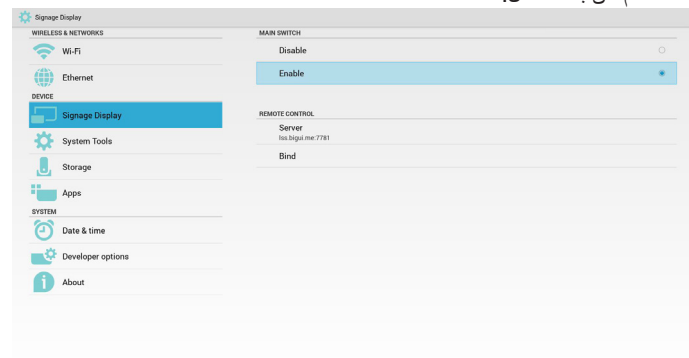 Signage Display
WIRELESS & NETWORKS
Wi-Fi
Ethernet
DEVICE
Signage Display
System Tools
Storage
Apps
SYSTEM
Date & time
Developer options
About
MAIN SWITCH
Disable
Enable
REMOTE CONTROL
Server
lss.bigui.me:7781
Bind